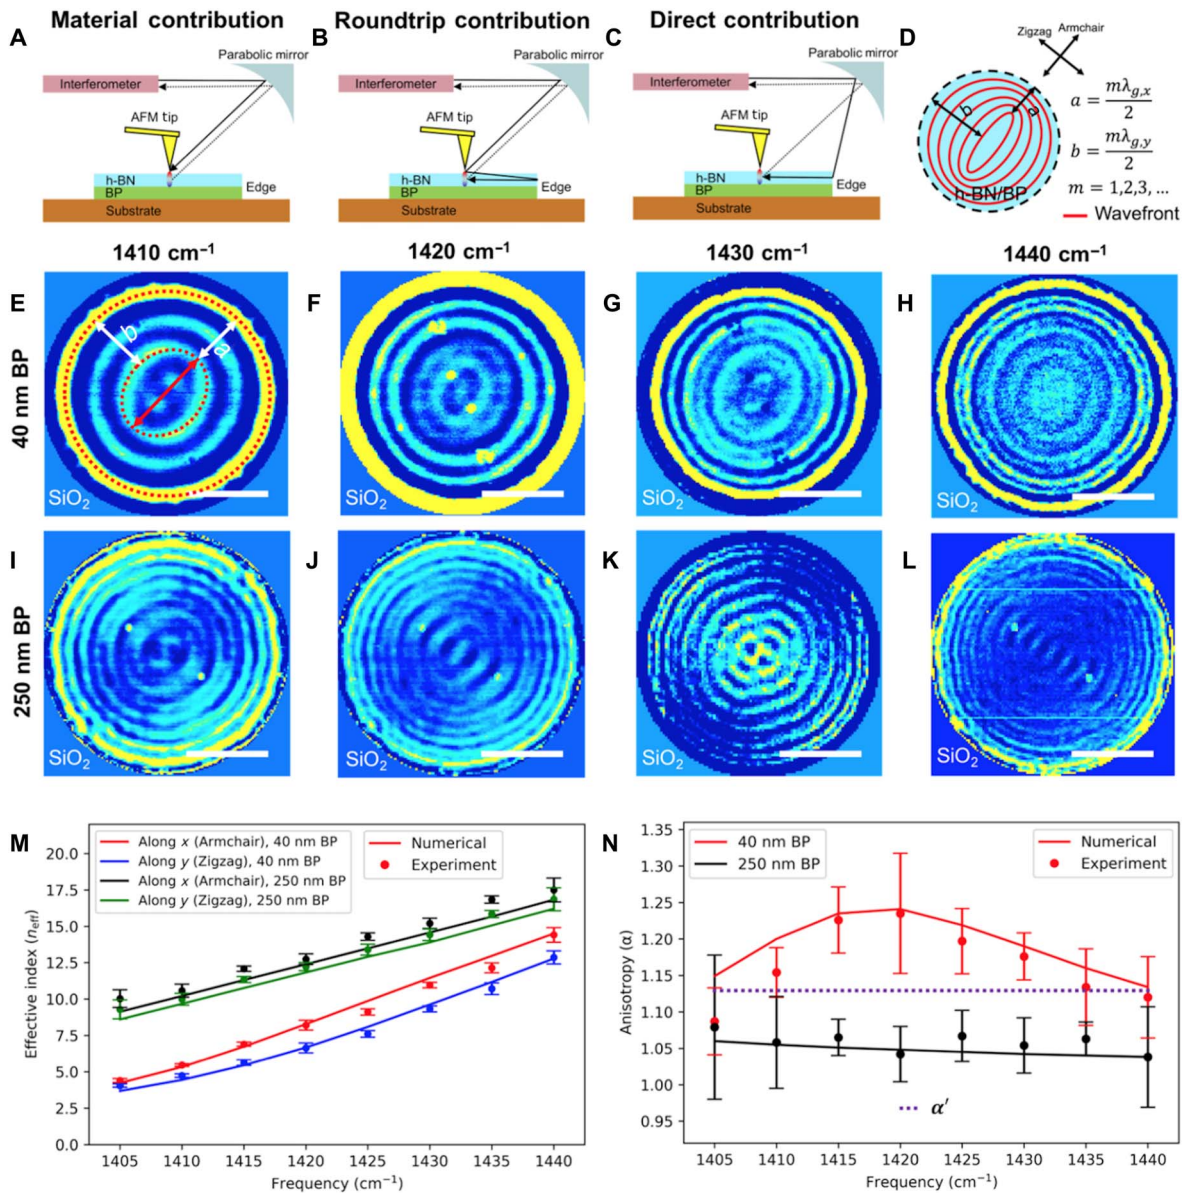 Material contribution
Roundtrip contribution
Direct contribution
A
B
C
D
Parabolic mirror
Interferometer
AFM tip
h-BN
BP
Edge
Substrate
Parabolic mirror
Interferometer
AFM tip
h-BN
BP
Edge
Substrate
Parabolic mirror
Interferometer
AFM tip
h-BN
BP
Edge
Substrate
Zigzag
Armchair
b
a
h-BN/BP
a = mλg,x / 2
b = mλg,y / 2
m = 1,2,3, ...
Wavefront
1410 cm⁻¹
1420 cm⁻¹
1430 cm⁻¹
1440 cm⁻¹
40 nm BP
E
b
a
SiO₂
F
SiO₂
G
SiO₂
H
SiO₂
250 nm BP
I
SiO₂
J
SiO₂
K
SiO₂
L
SiO₂
M
Along x (Armchair), 40 nm BP
Along y (Zigzag), 40 nm BP
Along x (Armchair), 250 nm BP
Along y (Zigzag), 250 nm BP
Numerical
Experiment
Effective index (neff)
20.0
17.5
15.0
12.5
10.0
7.5
5.0
2.5
0.0
1405 1410 1415 1420 1425 1430 1435 1440
Frequency (cm⁻¹)
N
40 nm BP
250 nm BP
Numerical
Experiment
α′
Anisotropy (α)
1.35
1.30
1.25
1.20
1.15
1.10
1.05
1.00
0.95
1405 1410 1415 1420 1425 1430 1435 1440
Frequency (cm⁻¹)